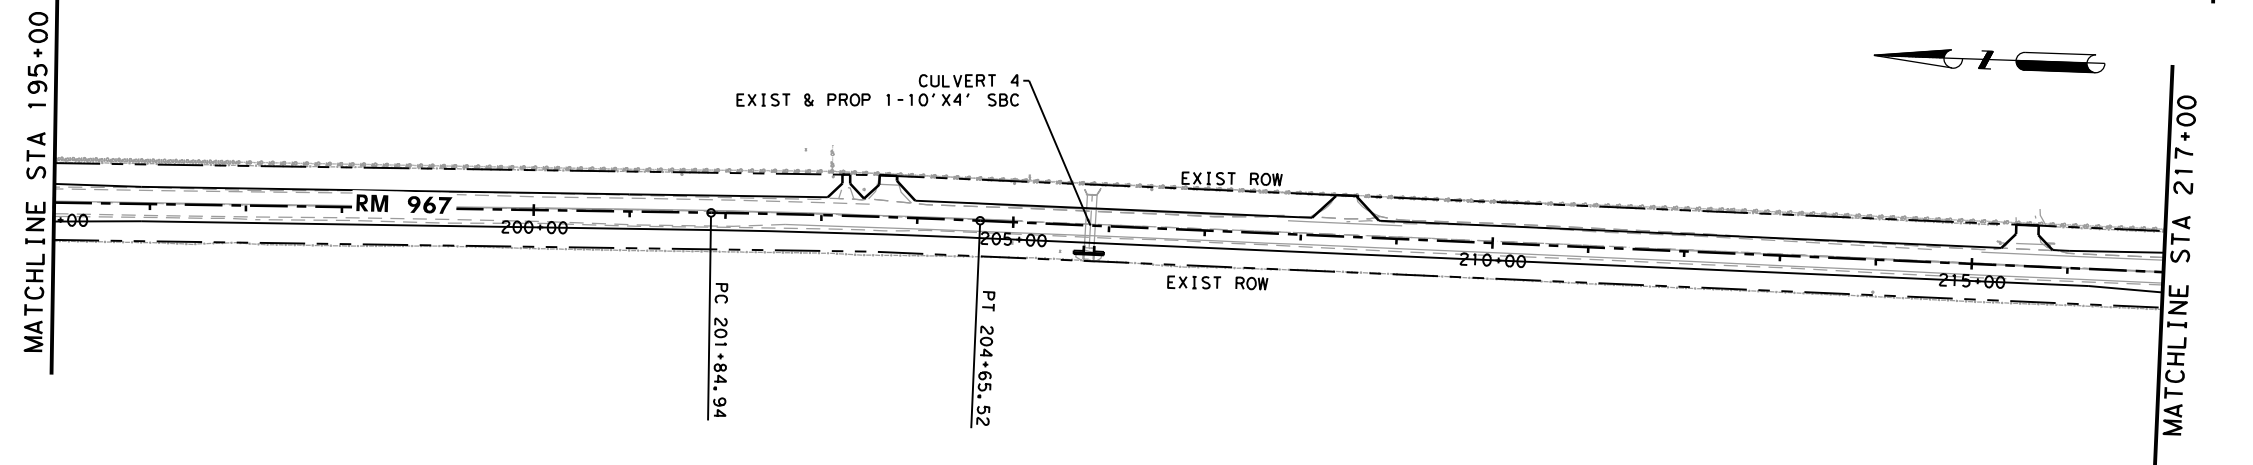 MATCHLINE STA 195+00
CULVERT 4
EXIST & PROP 1-10'X4' SBC
Z
MATCHLINE STA 217+00
EXIST ROW
RM 967
+00
200+00
205+00
210+00
215+00
EXIST ROW
PC 201+84.94
PT 204+65.52